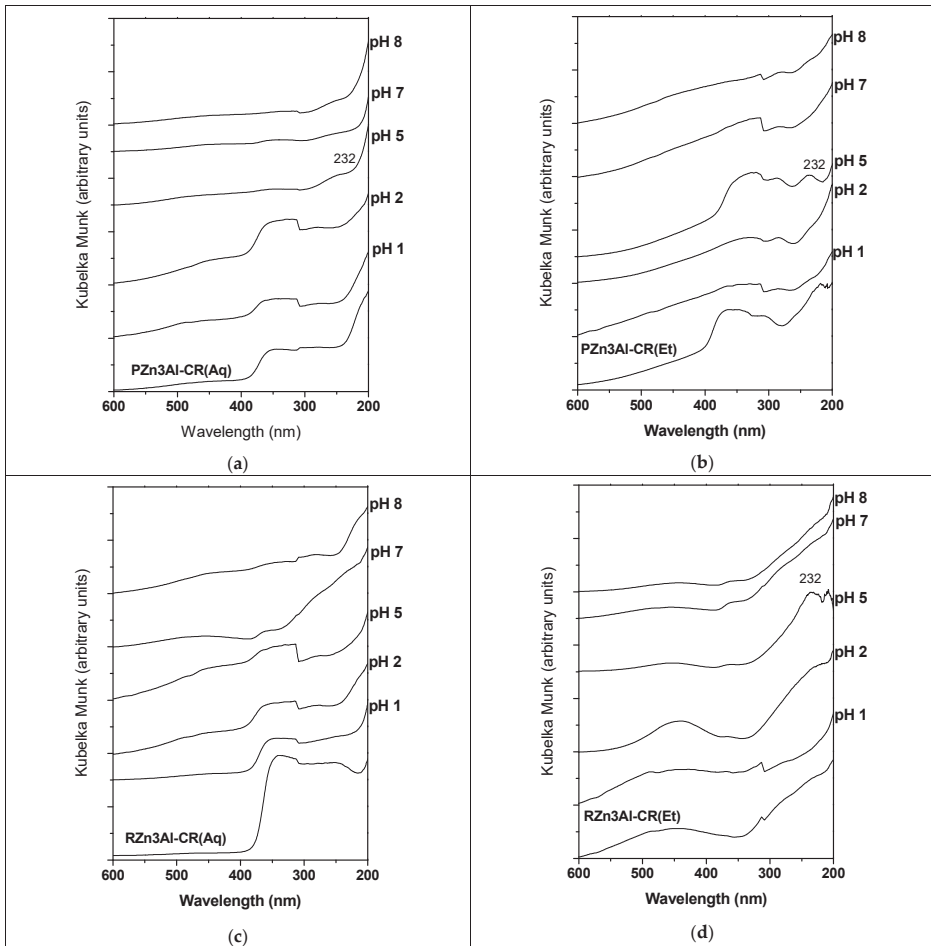 Kubelka Munk (arbitrary units)
pH 8
pH 7
pH 5
232
pH 2
pH 1
PZn3Al-CR(Aq)
600 500 400 300 200
Wavelength (nm)
(a)
Kubelka Munk (arbitrary units)
pH 8
pH 7
232
pH 5
pH 2
pH 1
PZn3Al-CR(Et)
600 500 400 300 200
Wavelength (nm)
(b)
Kubelka Munk (arbitrary units)
pH 8
pH 7
pH 5
pH 2
pH 1
RZn3Al-CR(Aq)
600 500 400 300 200
Wavelength (nm)
(c)
Kubelka Munk (arbitrary units)
pH 8
pH 7
232
pH 5
pH 2
pH 1
RZn3Al-CR(Et)
600 500 400 300 200
Wavelength (nm)
(d)